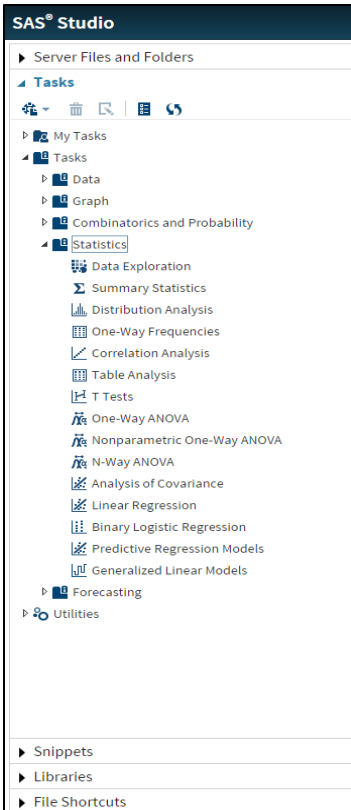 SAS® Studio
Server Files and Folders
Tasks
My Tasks
Tasks
Data
Graph
Combinatorics and Probability
Statistics
Data Exploration
Summary Statistics
Distribution Analysis
One-Way Frequencies
Correlation Analysis
Table Analysis
T Tests
One-Way ANOVA
Nonparametric One-Way ANOVA
N-Way ANOVA
Analysis of Covariance
Linear Regression
Binary Logistic Regression
Predictive Regression Models
Generalized Linear Models
Forecasting
Utilities
Snippets
Libraries
File Shortcuts